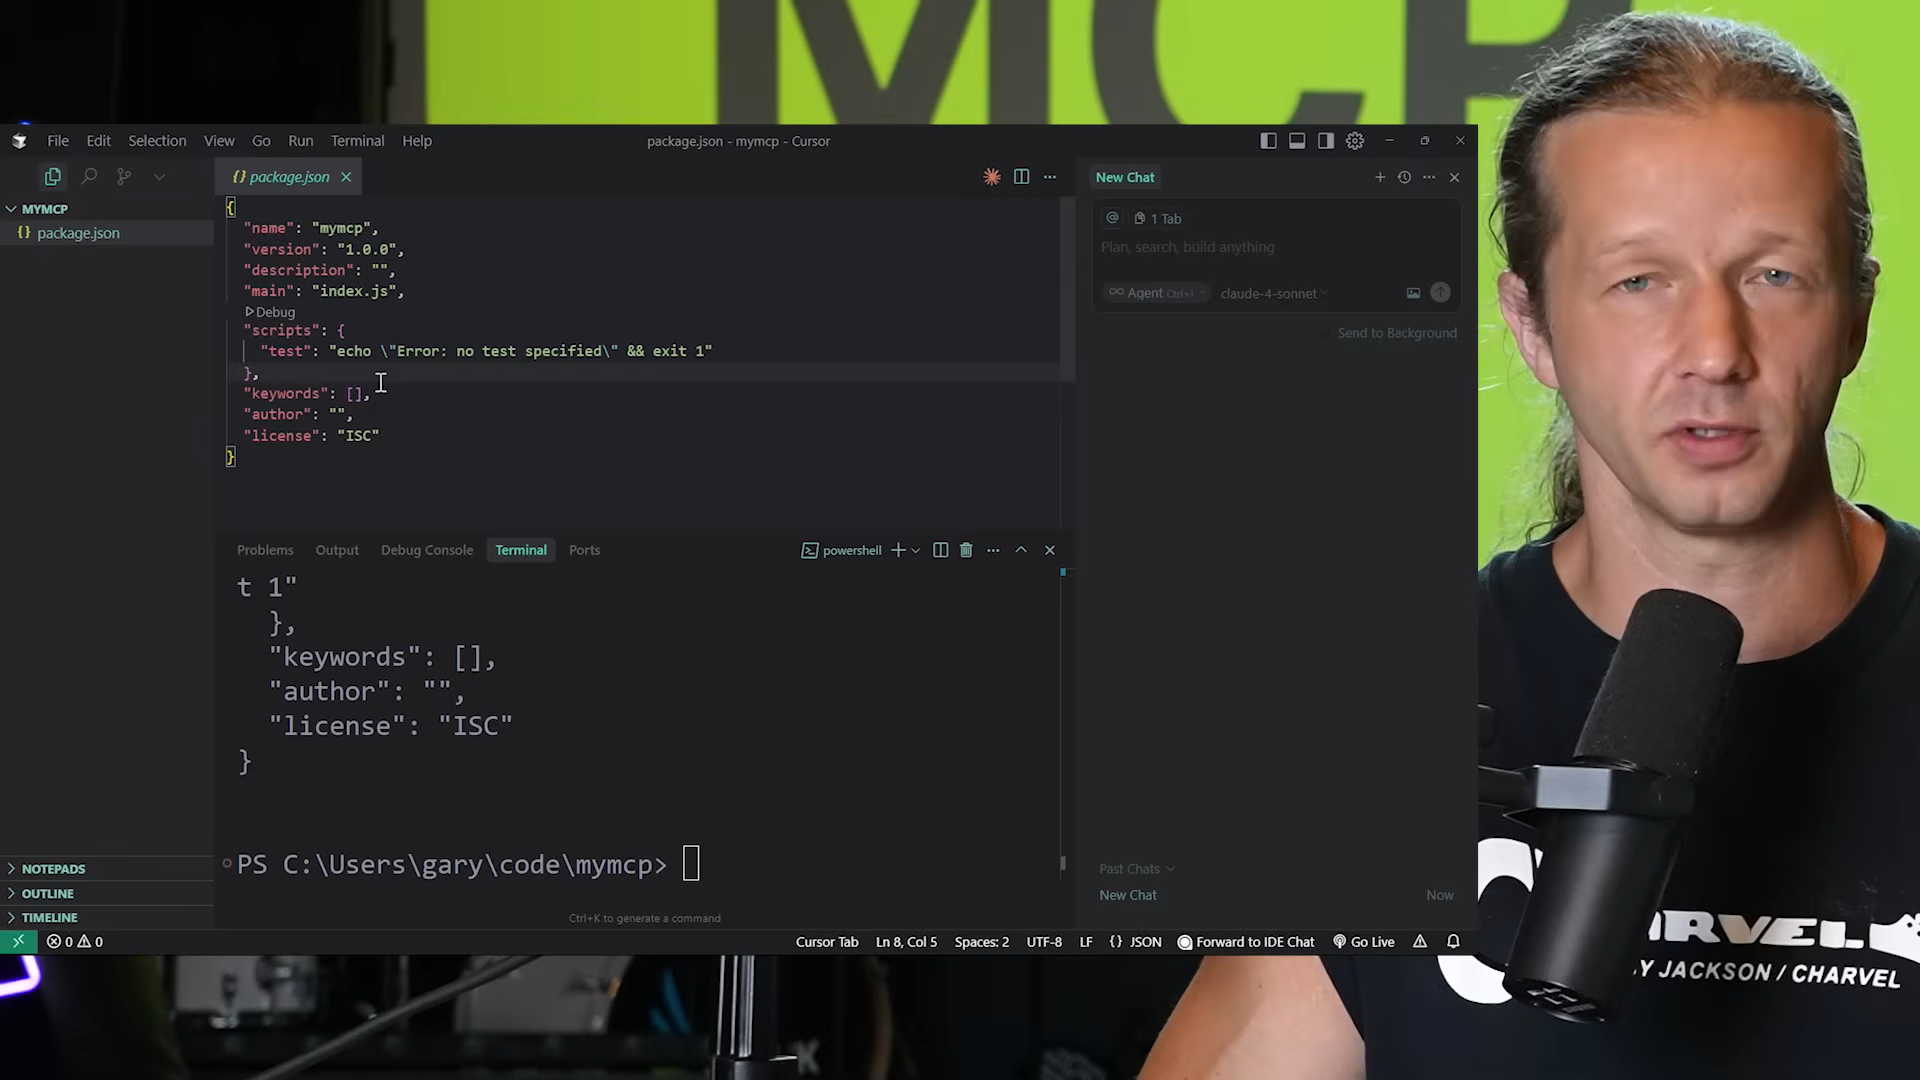 MCP
File Edit Selection View Go Run Terminal Help
package.json - mymcp - Cursor
{} package.json
MYMCP
{} package.json
{
"name": "mymcp",
"version": "1.0.0",
"description": "",
"main": "index.js",
Debug
"scripts": {
"test": "echo \"Error: no test specified\" && exit 1"
},
"keywords": [],
"author": "",
"license": "ISC"
}
New Chat
@ 1 Tab
Plan, search, build anything
Agent Ctrl+I claude-4-sonnet
Send to Background
Problems Output Debug Console Terminal Ports
powershell
t 1"
},
"keywords": [],
"author": "",
"license": "ISC"
}
PS C:\Users\gary\code\mymcp>
Ctrl+K to generate a command
NOTEPADS
OUTLINE
TIMELINE
Past Chats
New Chat Now
0 0
Cursor Tab Ln 8, Col 5 Spaces: 2 UTF-8 LF {} JSON Forward to IDE Chat Go Live
JACKSON / CHARVEL